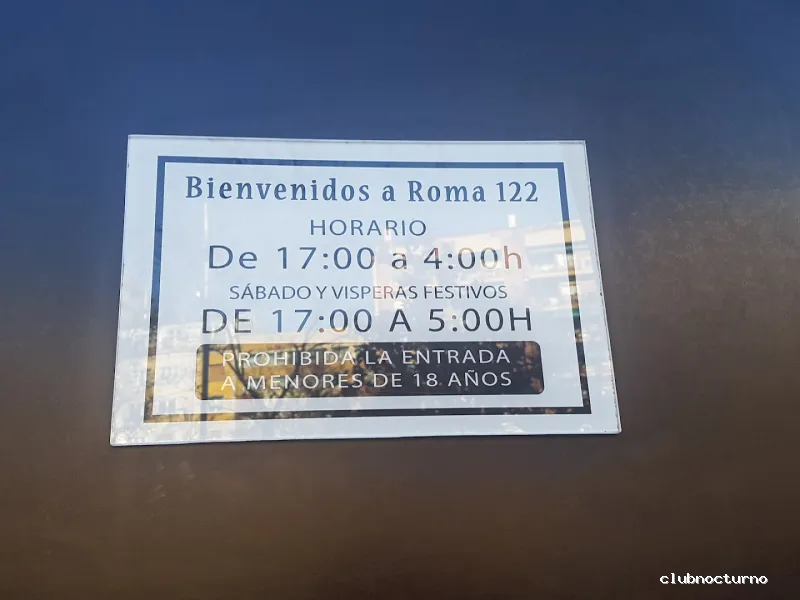 Bienvenidos a Roma 122
HORARIO
De 17:00 a 4:00h
SÁBADO Y VISPERAS FESTIVOS
DE 17:00 A 5:00H
PROHIBIDA LA ENTRADA
A MENORES DE 18 AÑOS
clubnocturno